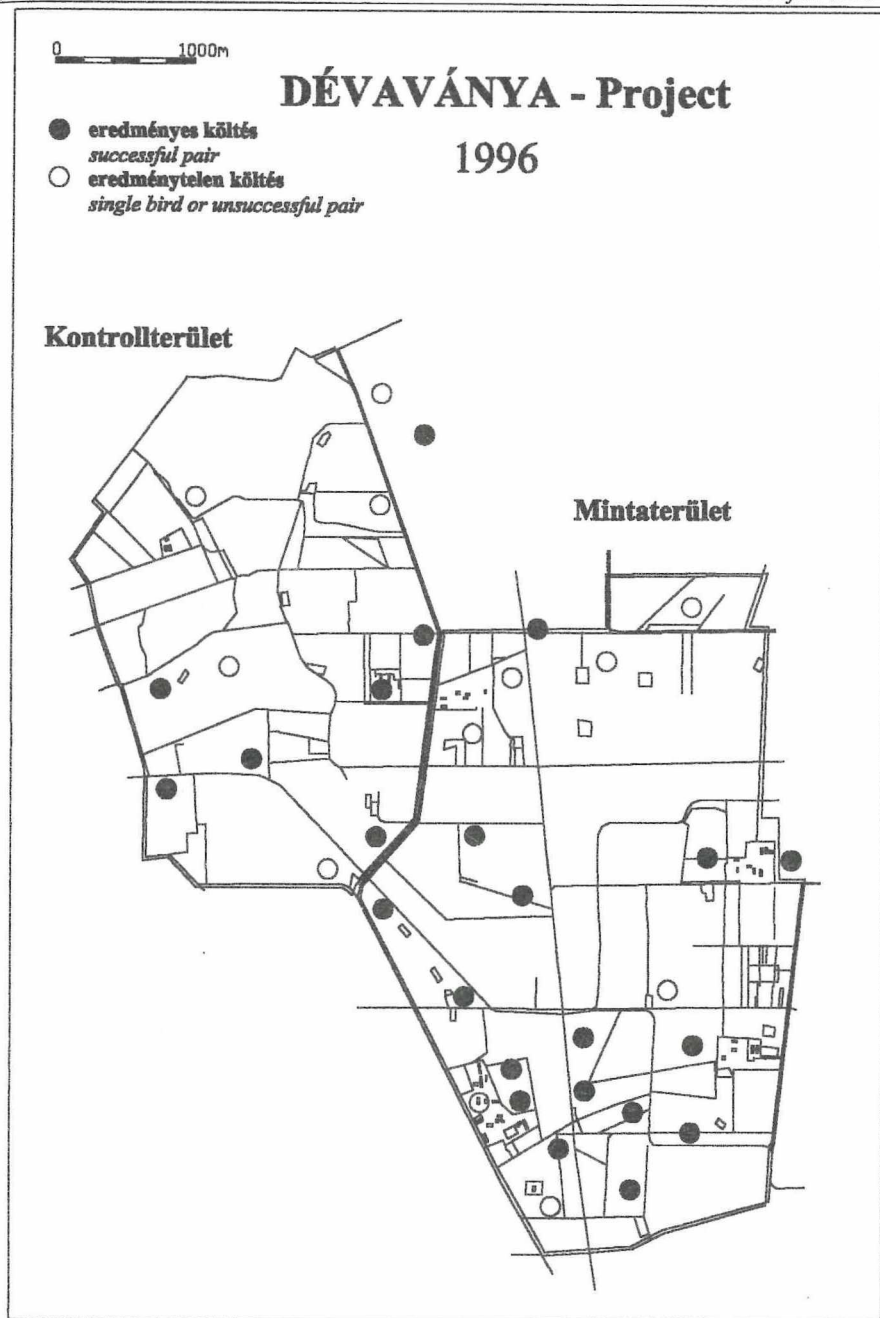 0 1000m
DÉVAVÁNYA - Project
1996
eredményes költés
successful pair
eredménytelen költés
single bird or unsuccessful pair
Kontrollterület
Mintaterület